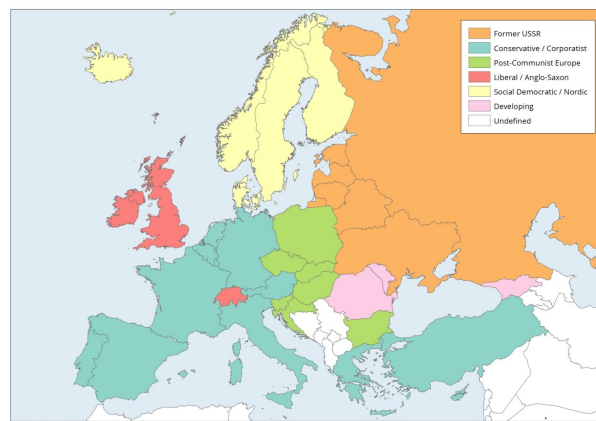 Former USSR
Conservative / Corporatist
Post-Communist Europe
Liberal / Anglo-Saxon
Social Democratic / Nordic
Developing
Undefined